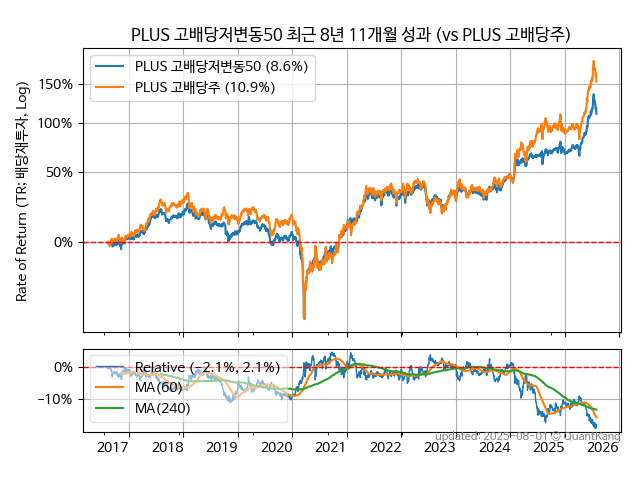 PLUS 고배당저변동50 최근 8년 11개월 성과 (vs PLUS 고배당주)
PLUS 고배당저변동50 (8.6%)
PLUS 고배당주 (10.9%)
Rate of Return (TR: 배당재투자, Log)
150%
100%
50%
0%
Relative (−2.1%, 2.1%)
MA(60)
MA(240)
0%
−10%
updated: 2025-08-01 © QuantKang
2017 2018 2019 2020 2021 2022 2023 2024 2025 2026